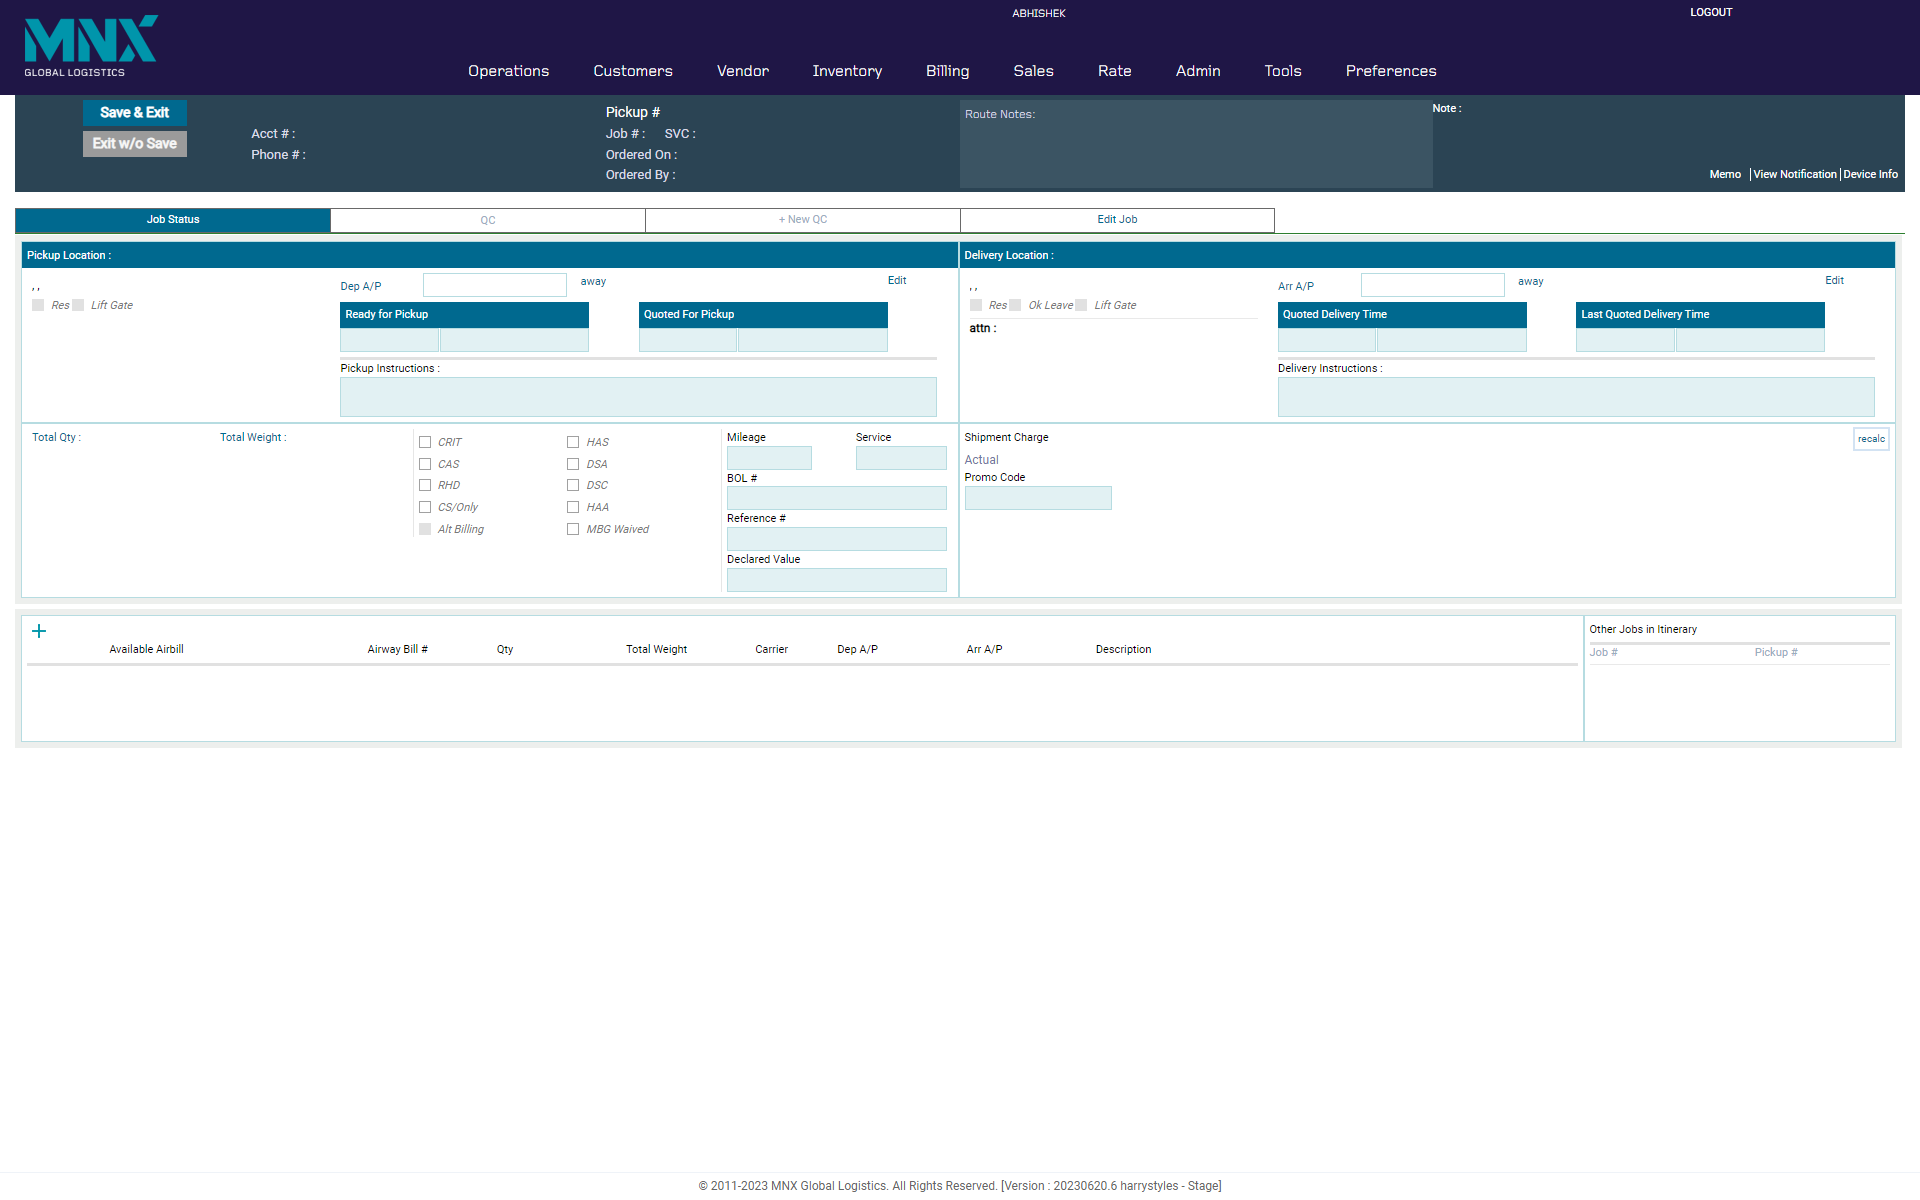 ABHISHEK
LOGOUT
MNX
GLOBAL LOGISTICS
Operations Customers Vendor Inventory Billing Sales Rate Admin Tools Preferences
Save & Exit
Exit w/o Save
Acct # :
Phone # :
Pickup #
Job # : SVC :
Ordered On :
Ordered By :
Route Notes:
Note :
Memo | View Notification | Device Info
Job Status QC + New QC Edit Job
Pickup Location :
, ,
Res Lift Gate
Dep A/P away Edit
Ready for Pickup Quoted For Pickup
Pickup Instructions :
Delivery Location :
, ,
Res Ok Leave Lift Gate
attn :
Arr A/P away Edit
Quoted Delivery Time Last Quoted Delivery Time
Delivery Instructions :
Total Qty : Total Weight :
CRIT HAS
CAS DSA
RHD DSC
CS/Only HAA
Alt Billing MBG Waived
Mileage Service
BOL #
Reference #
Declared Value
Shipment Charge recalc
Actual
Promo Code
+
Available Airbill Airway Bill # Qty Total Weight Carrier Dep A/P Arr A/P Description
Other Jobs in Itinerary
Job # Pickup #
© 2011-2023 MNX Global Logistics. All Rights Reserved. [Version : 20230620.6 harrystyles - Stage]